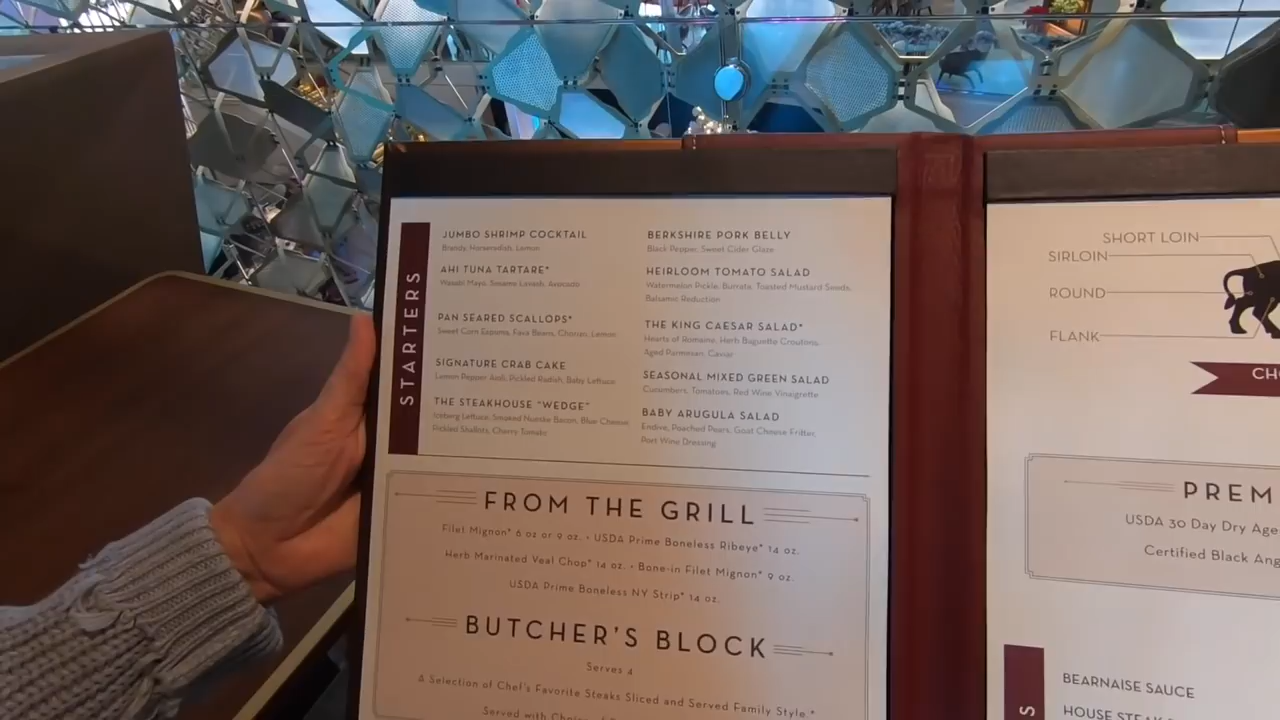 STARTERS
JUMBO SHRIMP COCKTAIL
Brandy, Horseradish, Lemon
AHI TUNA TARTARE*
Wasabi Mayo, Sesame Lavash, Avocado
PAN SEARED SCALLOPS*
Sweet Corn Espuma, Fava Beans, Chorizo, Lemon
SIGNATURE CRAB CAKE
Lemon Pepper Aioli, Pickled Radish, Baby Lettuce
THE STEAKHOUSE “WEDGE”
Iceberg Lettuce, Smoked Nueske Bacon, Blue Cheese
Pickled Shallots, Cherry Tomato
BERKSHIRE PORK BELLY
Black Pepper, Sweet Cider Glaze
HEIRLOOM TOMATO SALAD
Watermelon Pickle, Burrata, Toasted Mustard Seeds,
Balsamic Reduction
THE KING CAESAR SALAD*
Hearts of Romaine, Herb Baguette Croutons,
Aged Parmesan, Caviar
SEASONAL MIXED GREEN SALAD
Cucumbers, Tomatoes, Red Wine Vinaigrette
BABY ARUGULA SALAD
Endive, Poached Pears, Goat Cheese Fritter,
Port Wine Dressing
FROM THE GRILL
Filet Mignon* 6 oz or 9 oz. • USDA Prime Boneless Ribeye* 14 oz.
Herb Marinated Veal Chop* 14 oz. • Bone-in Filet Mignon* 9 oz.
USDA Prime Boneless NY Strip* 14 oz.
BUTCHER'S BLOCK
Serves 4
A Selection of Chef's Favorite Steaks Sliced and Served Family Style.*
Served with
SHORT LOIN
SIRLOIN
ROUND
FLANK
CHO
PREM
USDA 30 Day Dry Age
Certified Black Ang
S
BEARNAISE SAUCE
HOUSE STEAK